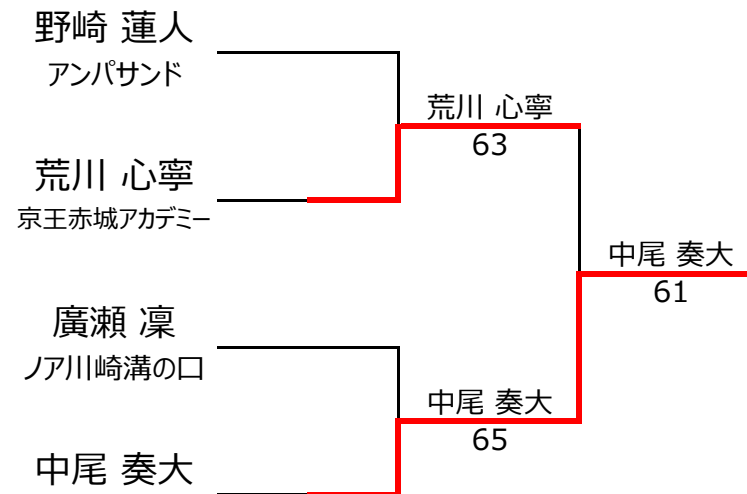 野崎 蓮人
アンパサンド
荒川 心寧
63
荒川 心寧
京王赤城アカデミー
中尾 奏大
61
廣瀬 凜
ノア川崎溝の口
中尾 奏大
65
中尾 奏大